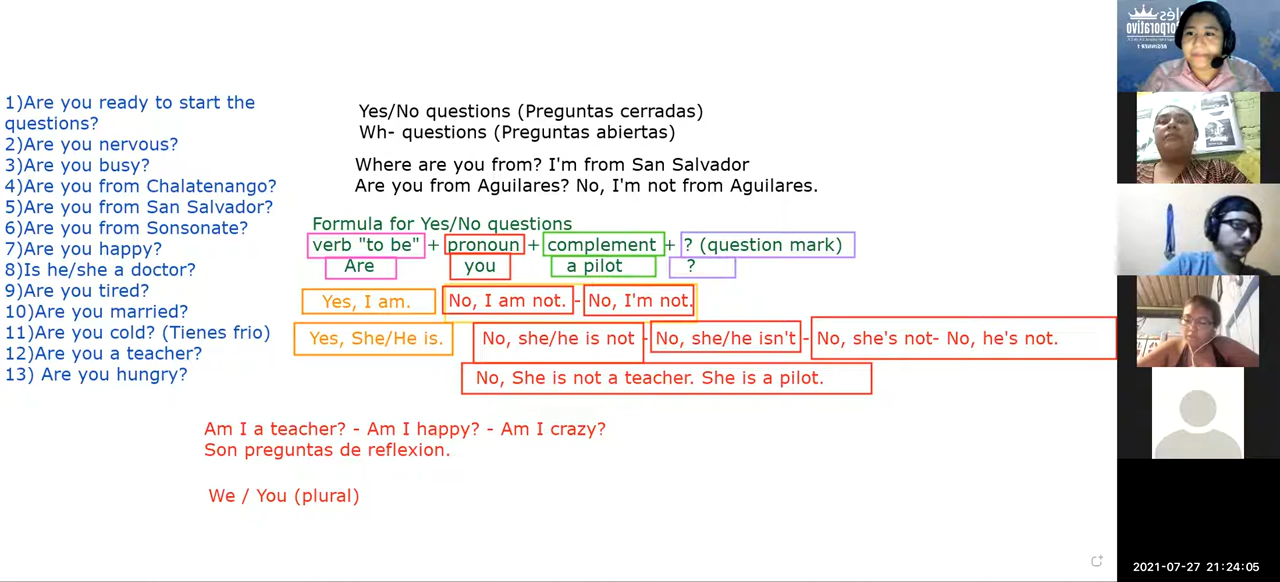 1)Are you ready to start the
questions?
2)Are you nervous?
3)Are you busy?
4)Are you from Chalatenango?
5)Are you from San Salvador?
6)Are you from Sonsonate?
7)Are you happy?
8)Is he/she a doctor?
9)Are you tired?
10)Are you married?
11)Are you cold? (Tienes frio)
12)Are you a teacher?
13) Are you hungry?
Yes/No questions (Preguntas cerradas)
Wh- questions (Preguntas abiertas)
Where are you from? I'm from San Salvador
Are you from Aguilares? No, I'm not from Aguilares.
Formula for Yes/No questions
verb "to be" + pronoun + complement + ? (question mark)
Are you a pilot ?
Yes, I am. No, I am not. - No, I'm not.
Yes, She/He is. No, she/he is not - No, she/he isn't - No, she's not- No, he's not.
No, She is not a teacher. She is a pilot.
Am I a teacher? - Am I happy? - Am I crazy?
Son preguntas de reflexion.
We / You (plural)
2021-07-27 21:24:05